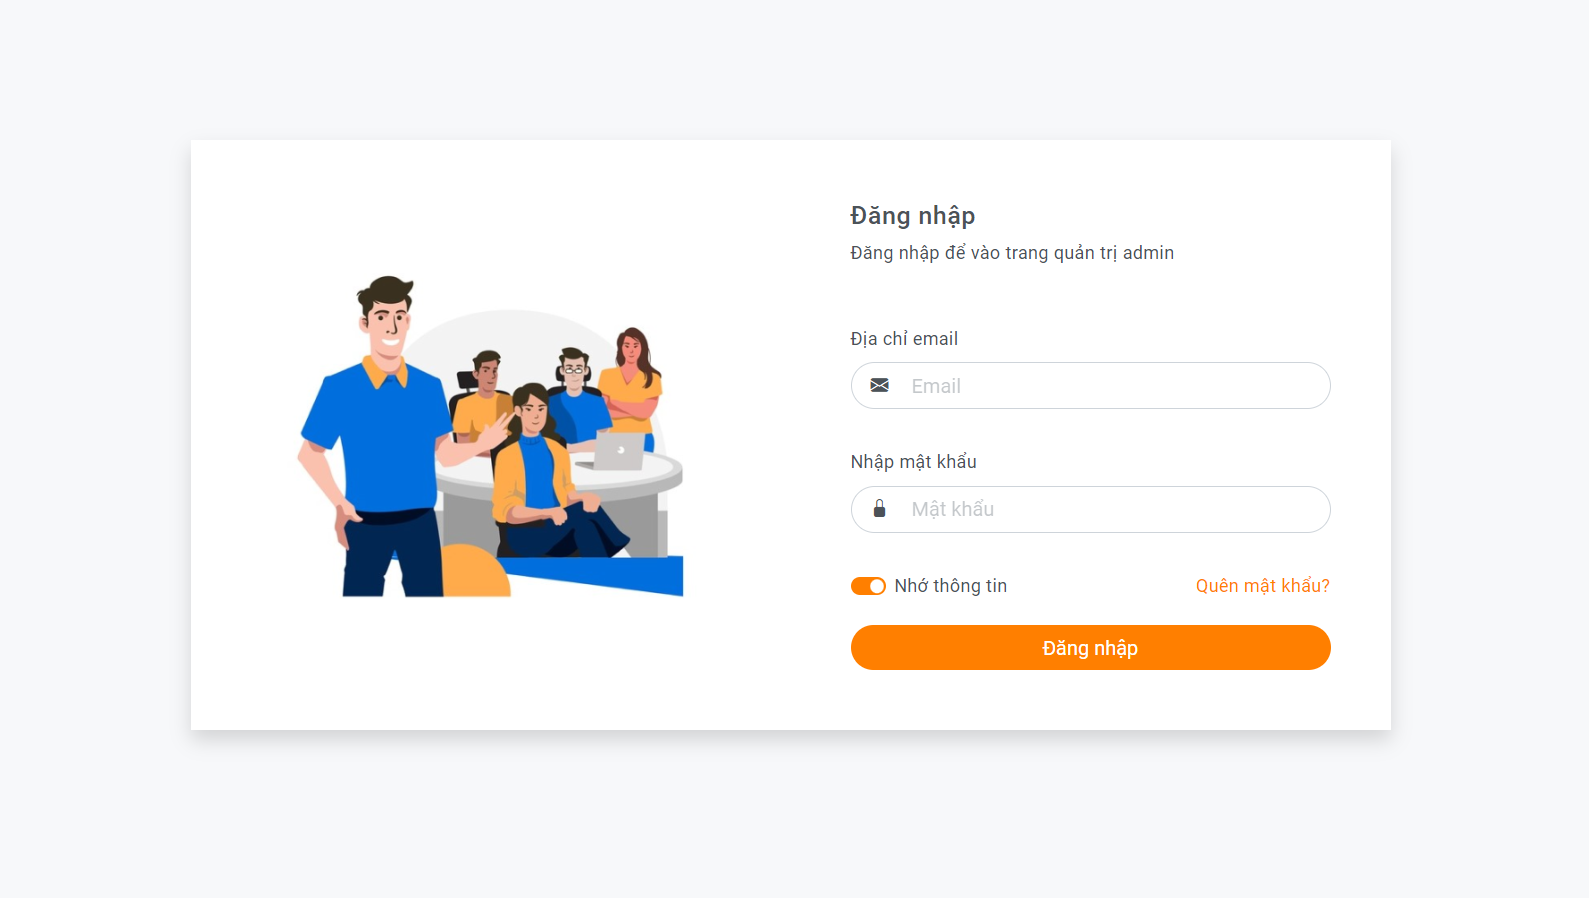 Đăng nhập
Đăng nhập để vào trang quản trị admin
Địa chỉ email
Email
Nhập mật khẩu
Mật khẩu
Nhớ thông tin
Quên mật khẩu?
Đăng nhập